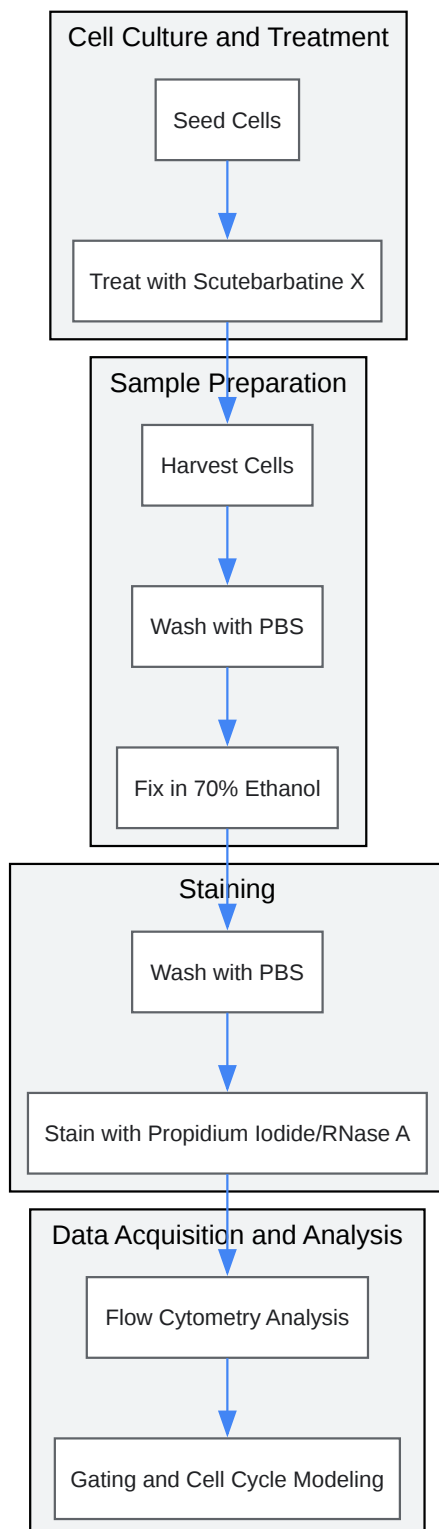 Cell Culture and Treatment
Seed Cells
Treat with Scutebarbatine X
Sample Preparation
Harvest Cells
Wash with PBS
Fix in 70% Ethanol
Staining
Wash with PBS
Stain with Propidium Iodide/RNase A
Data Acquisition and Analysis
Flow Cytometry Analysis
Gating and Cell Cycle Modeling